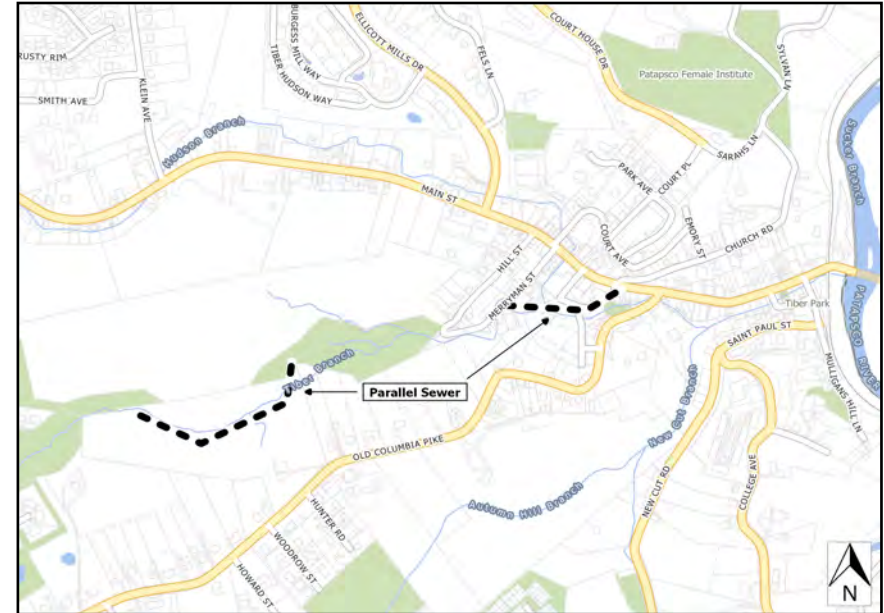 BURGESS MILL WAY
TIBER HUDSON WAY
ELLICOTT MILLS DR
FELS LN
COURT HOUSE DR
SYLVAN LN
RUSTY RIM
SMITH AVE
KLEIN AVE
Patapsco Female Institute
Hudson Branch
SARAHS LN
Sucker Branch
PARK AVE
COURT PL
MAIN ST
EMORY ST
CHURCH RD
COURT AVE
HILL ST
MERRYMAN ST
PATAPSCO RIVER
Tiber Park
SAINT PAUL ST
Tiber Branch
Parallel Sewer
MULLIGANS HILL LN
New Cut Branch
OLD COLUMBIA PIKE
COLLEGE AVE
NEW CUT RD
Autumn Hill Branch
HUNTER RD
WOODROW ST
HOWARD ST
N